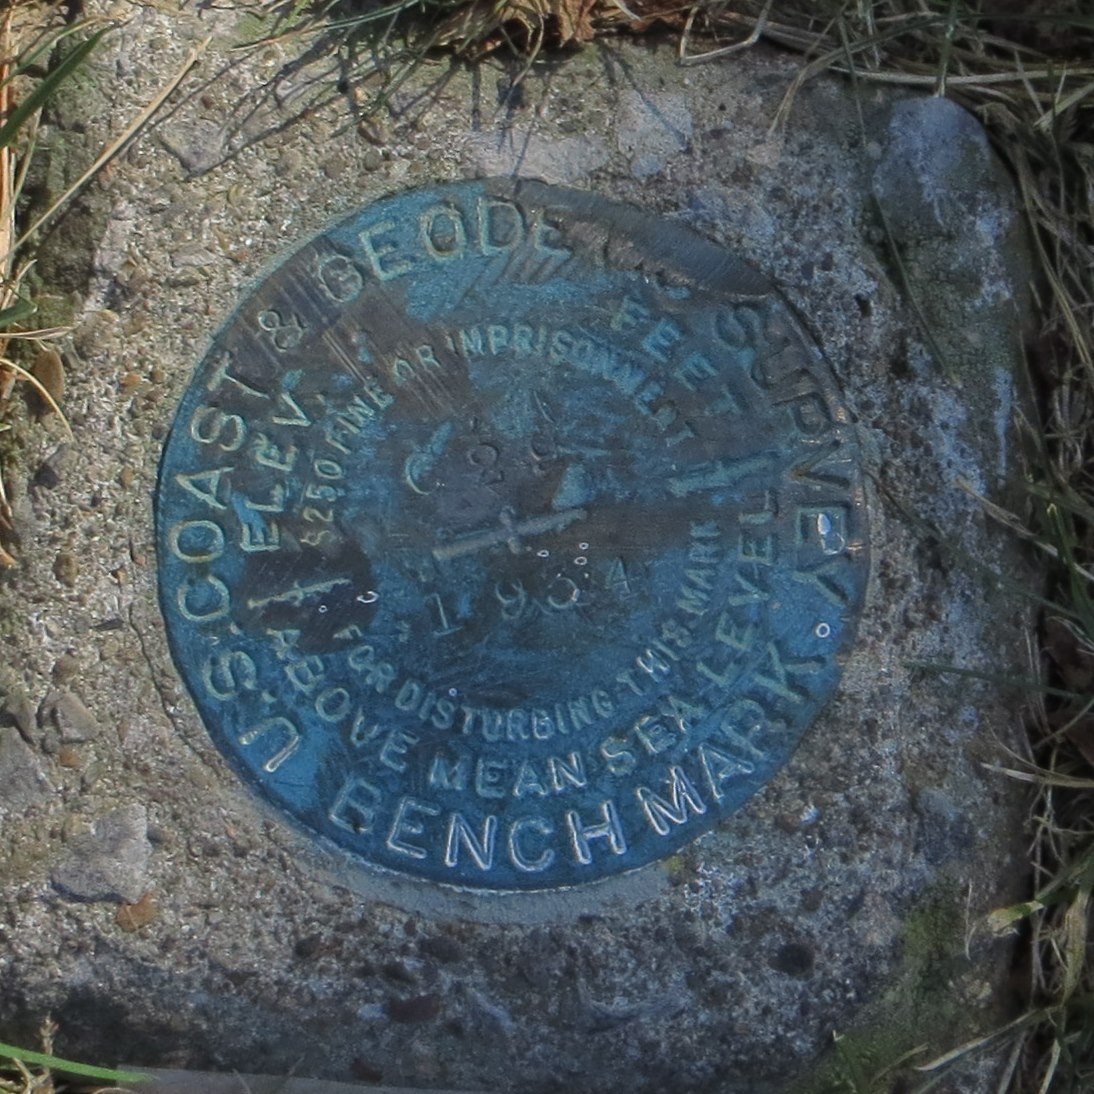 U.S. COAST & GEODE SURVEY
BENCH MARK
ELEV. FEET
ABOVE MEAN SEA LEVEL
$250 FINE OR IMPRISONMENT
FOR DISTURBING THIS MARK
1934